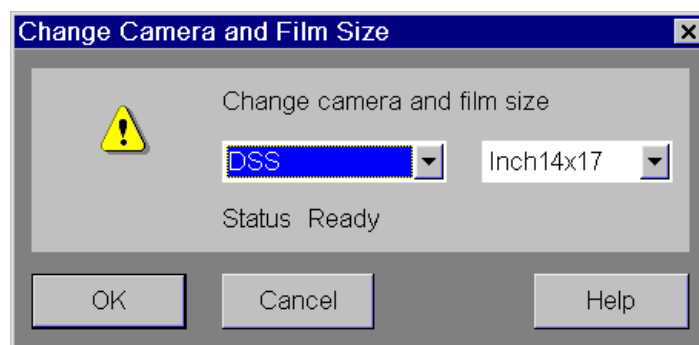 Change Camera and Film Size
Change camera and film size
DSS Inch14x17
Status Ready
OK Cancel Help